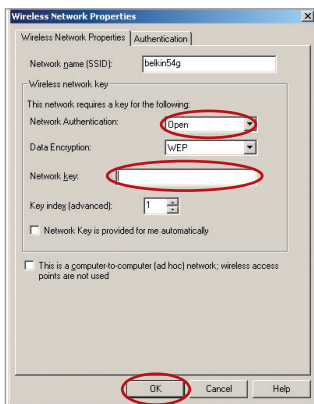 Wireless Network Properties
Wireless Network Properties Authentication
Network name (SSID): belkin54g
Wireless network key
This network requires a key for the following:
Network Authentication: Open
Data Encryption: WEP
Network key:
Key index (advanced): 1
Network Key is provided for me automatically
This is a computer-to-computer (ad hoc) network; wireless access
points are not used
OK Cancel Help